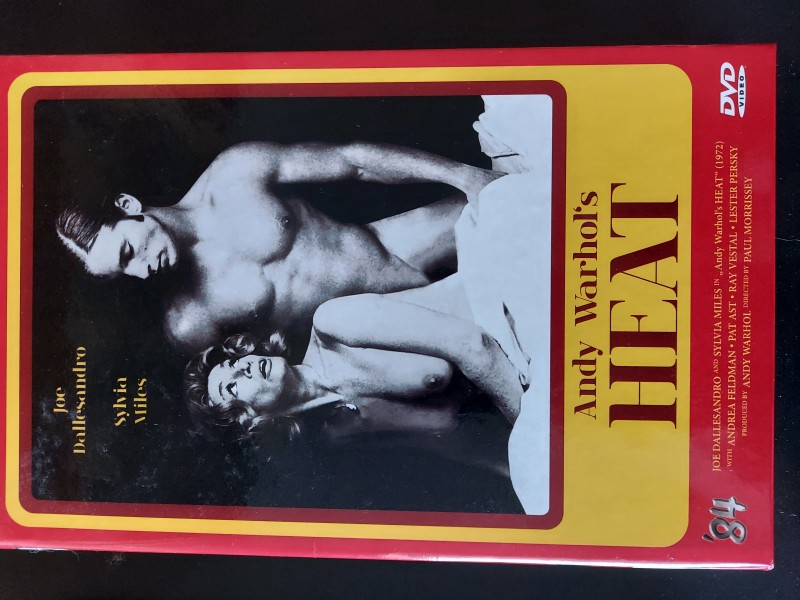 Joe
Dallesandro
Sylvia
Miles
Andy Warhol's
HEAT
JOE DALLESANDRO AND SYLVIA MILES IN „Andy Warhol's HEAT" (1972)
WITH ANDREA FELDMAN • PAT AST • RAY VESTAL • LESTER PERSKY
PRODUCED BY ANDY WARHOL DIRECTED BY PAUL MORRISSEY
'84
DVD
VIDEO